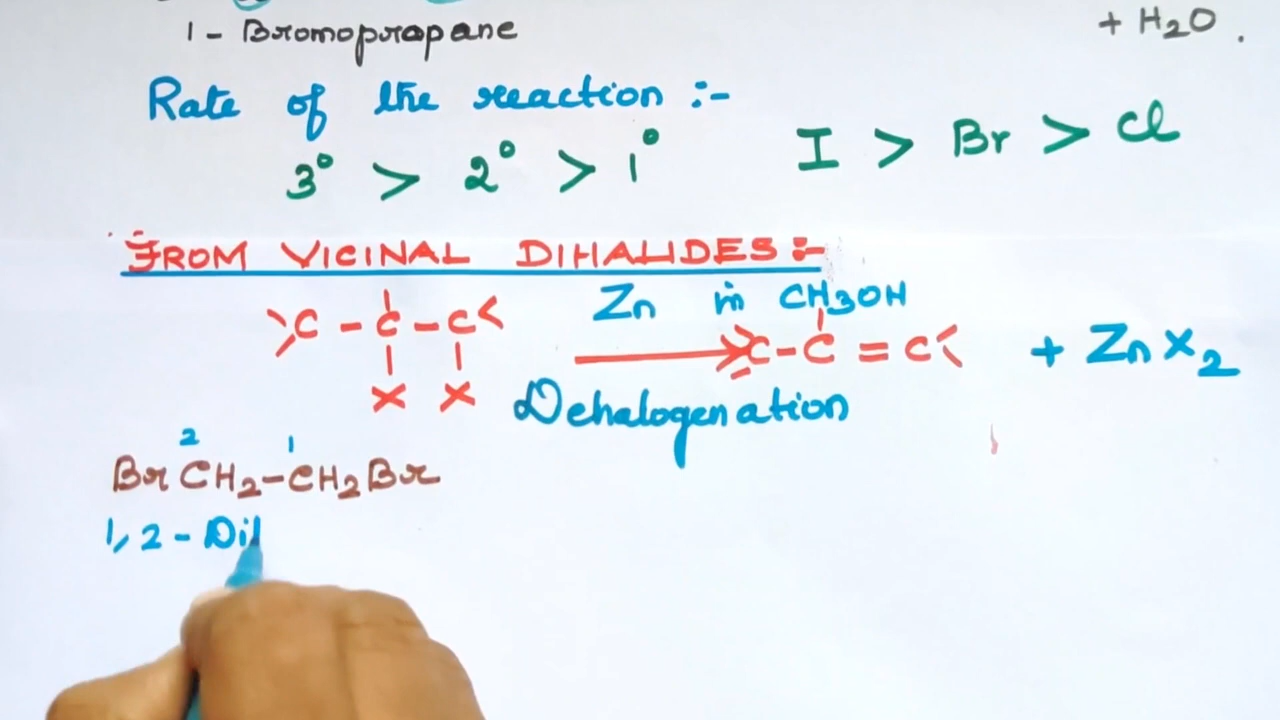 1 - Bromopropane
+ H2O .
Rate of the reaction :-
3° > 2° > 1°
I > Br > Cl
FROM VICINAL DIHALIDES :-
Zn in CH3OH
>C - C - C< → >C - C = C< + ZnX2
X X
Dehalogenation
2 1
BrCH2-CH2Br
1, 2 - Di